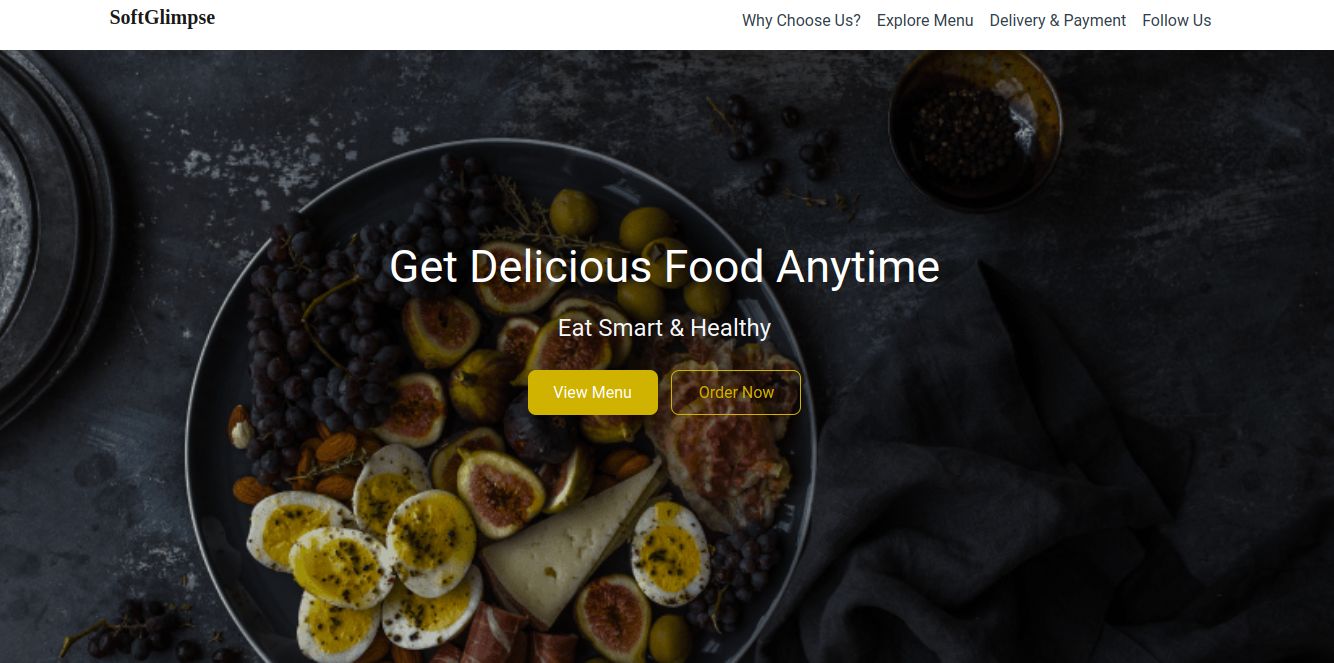 SoftGlimpse
Why Choose Us? Explore Menu Delivery & Payment Follow Us
Get Delicious Food Anytime
Eat Smart & Healthy
View Menu Order Now